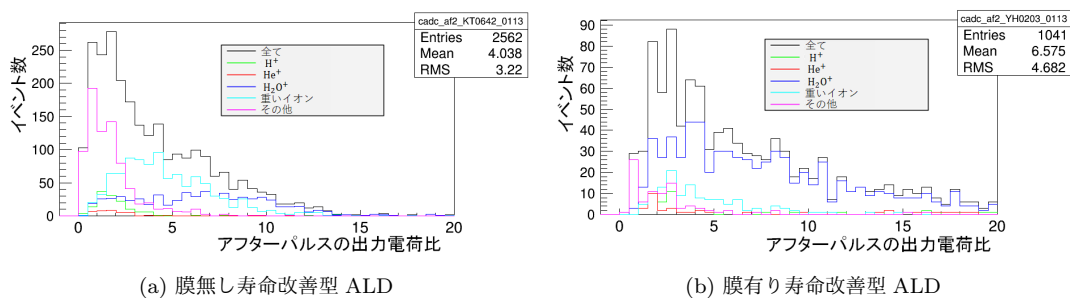 cadc_af2_KT0642_0113
Entries 2562
Mean 4.038
RMS 3.22
全て
H⁺
He⁺
H₂O⁺
重いイオン
その他
イベント数
250
200
150
100
50
0
0 5 10 15 20
アフターパルスの出力電荷比
(a) 膜無し寿命改善型 ALD
cadc_af2_YH0203_0113
Entries 1041
Mean 6.575
RMS 4.682
全て
H⁺
He⁺
H₂O⁺
重いイオン
その他
イベント数
90
80
70
60
50
40
30
20
10
0
0 5 10 15 20
アフターパルスの出力電荷比
(b) 膜有り寿命改善型 ALD